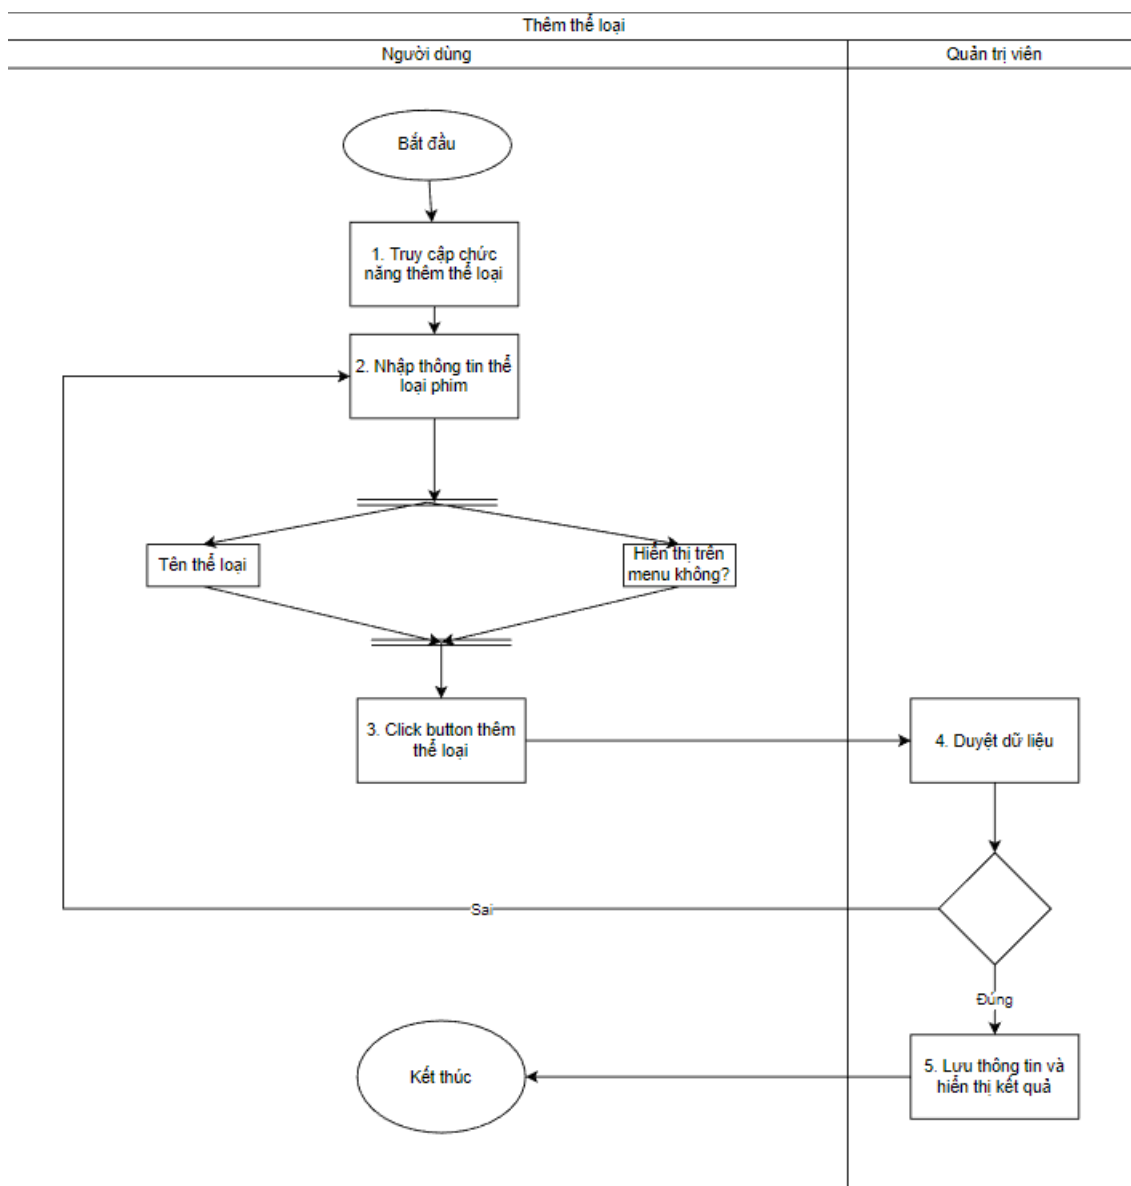 Thêm thể loại
Người dùng
Quản trị viên
Bắt đầu
1. Truy cập chức
năng thêm thể loại
2. Nhập thông tin thể
loại phim
Tên thể loại
Hiển thị trên
menu không?
3. Click button thêm
thể loại
4. Duyệt dữ liệu
Sai
Đúng
Kết thúc
5. Lưu thông tin và
hiển thị kết quả